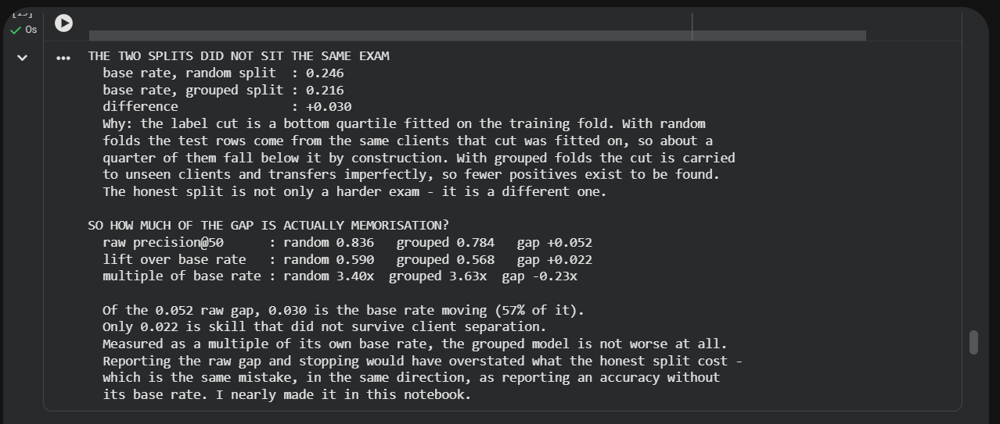 0s
THE TWO SPLITS DID NOT SIT THE SAME EXAM
base rate, random split : 0.246
base rate, grouped split : 0.216
difference : +0.030
Why: the label cut is a bottom quartile fitted on the training fold. With random
folds the test rows come from the same clients that cut was fitted on, so about a
quarter of them fall below it by construction. With grouped folds the cut is carried
to unseen clients and transfers imperfectly, so fewer positives exist to be found.
The honest split is not only a harder exam - it is a different one.
SO HOW MUCH OF THE GAP IS ACTUALLY MEMORISATION?
raw precision@50 : random 0.836 grouped 0.784 gap +0.052
lift over base rate : random 0.590 grouped 0.568 gap +0.022
multiple of base rate : random 3.40x grouped 3.63x gap -0.23x
Of the 0.052 raw gap, 0.030 is the base rate moving (57% of it).
Only 0.022 is skill that did not survive client separation.
Measured as a multiple of its own base rate, the grouped model is not worse at all.
Reporting the raw gap and stopping would have overstated what the honest split cost -
which is the same mistake, in the same direction, as reporting an accuracy without
its base rate. I nearly made it in this notebook.